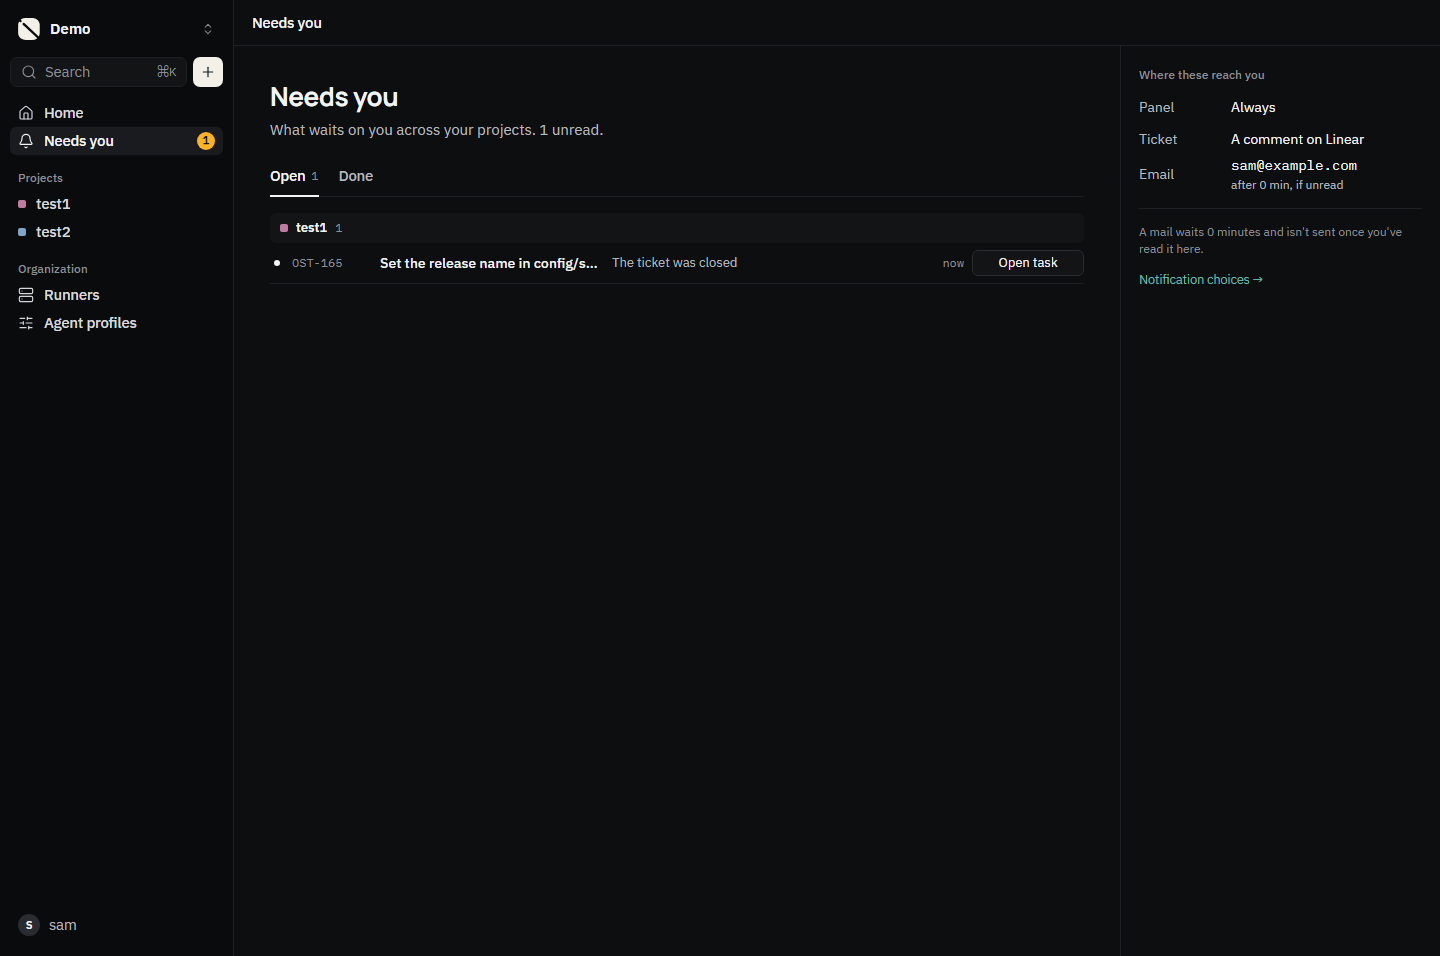 Demo
Search ⌘K
Home
Needs you 1
Projects
test1
test2
Organization
Runners
Agent profiles
S sam
Needs you
Needs you
What waits on you across your projects. 1 unread.
Open 1 Done
test1 1
OST-165 Set the release name in config/s... The ticket was closed now Open task
Where these reach you
Panel Always
Ticket A comment on Linear
Email sam@example.com
after 0 min, if unread
A mail waits 0 minutes and isn't sent once you've
read it here.
Notification choices →